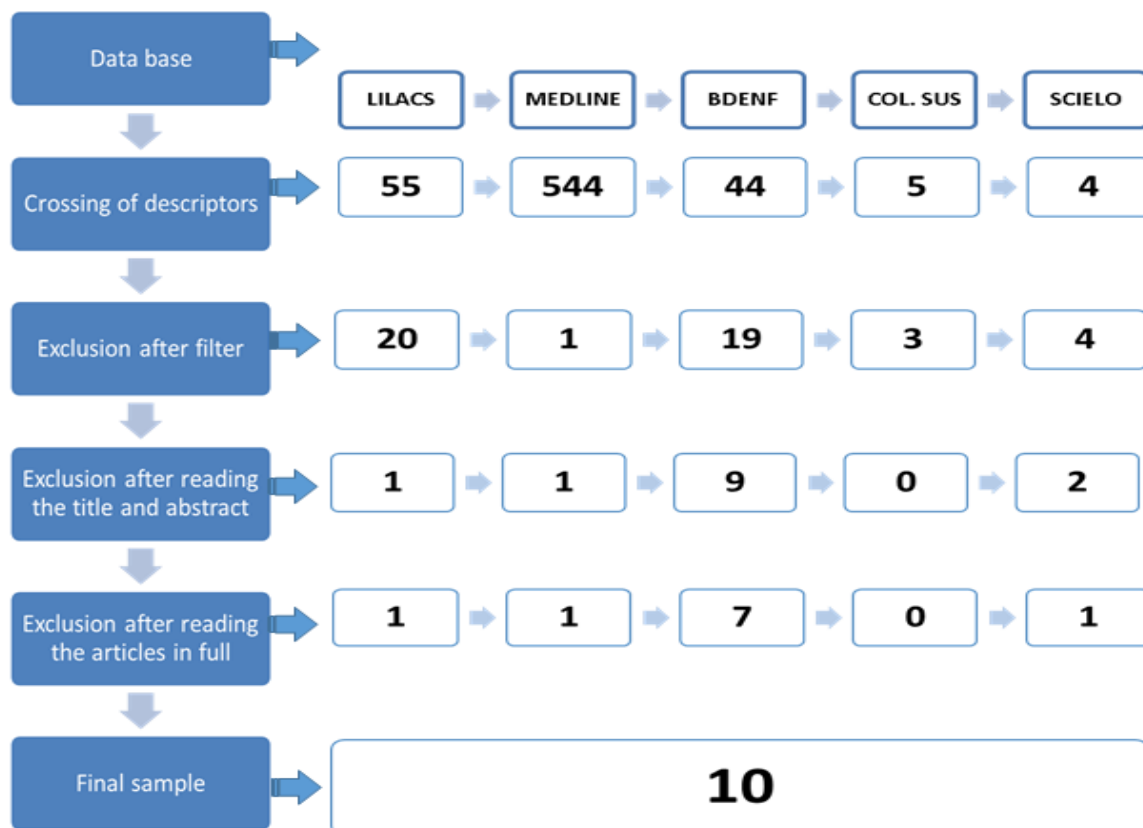 Data base
LILACS
MEDLINE
BDENF
COL. SUS
SCIELO
Crossing of descriptors
55
544
44
5
4
Exclusion after filter
20
1
19
3
4
Exclusion after reading
the title and abstract
1
1
9
0
2
Exclusion after reading
the articles in full
1
1
7
0
1
Final sample
10